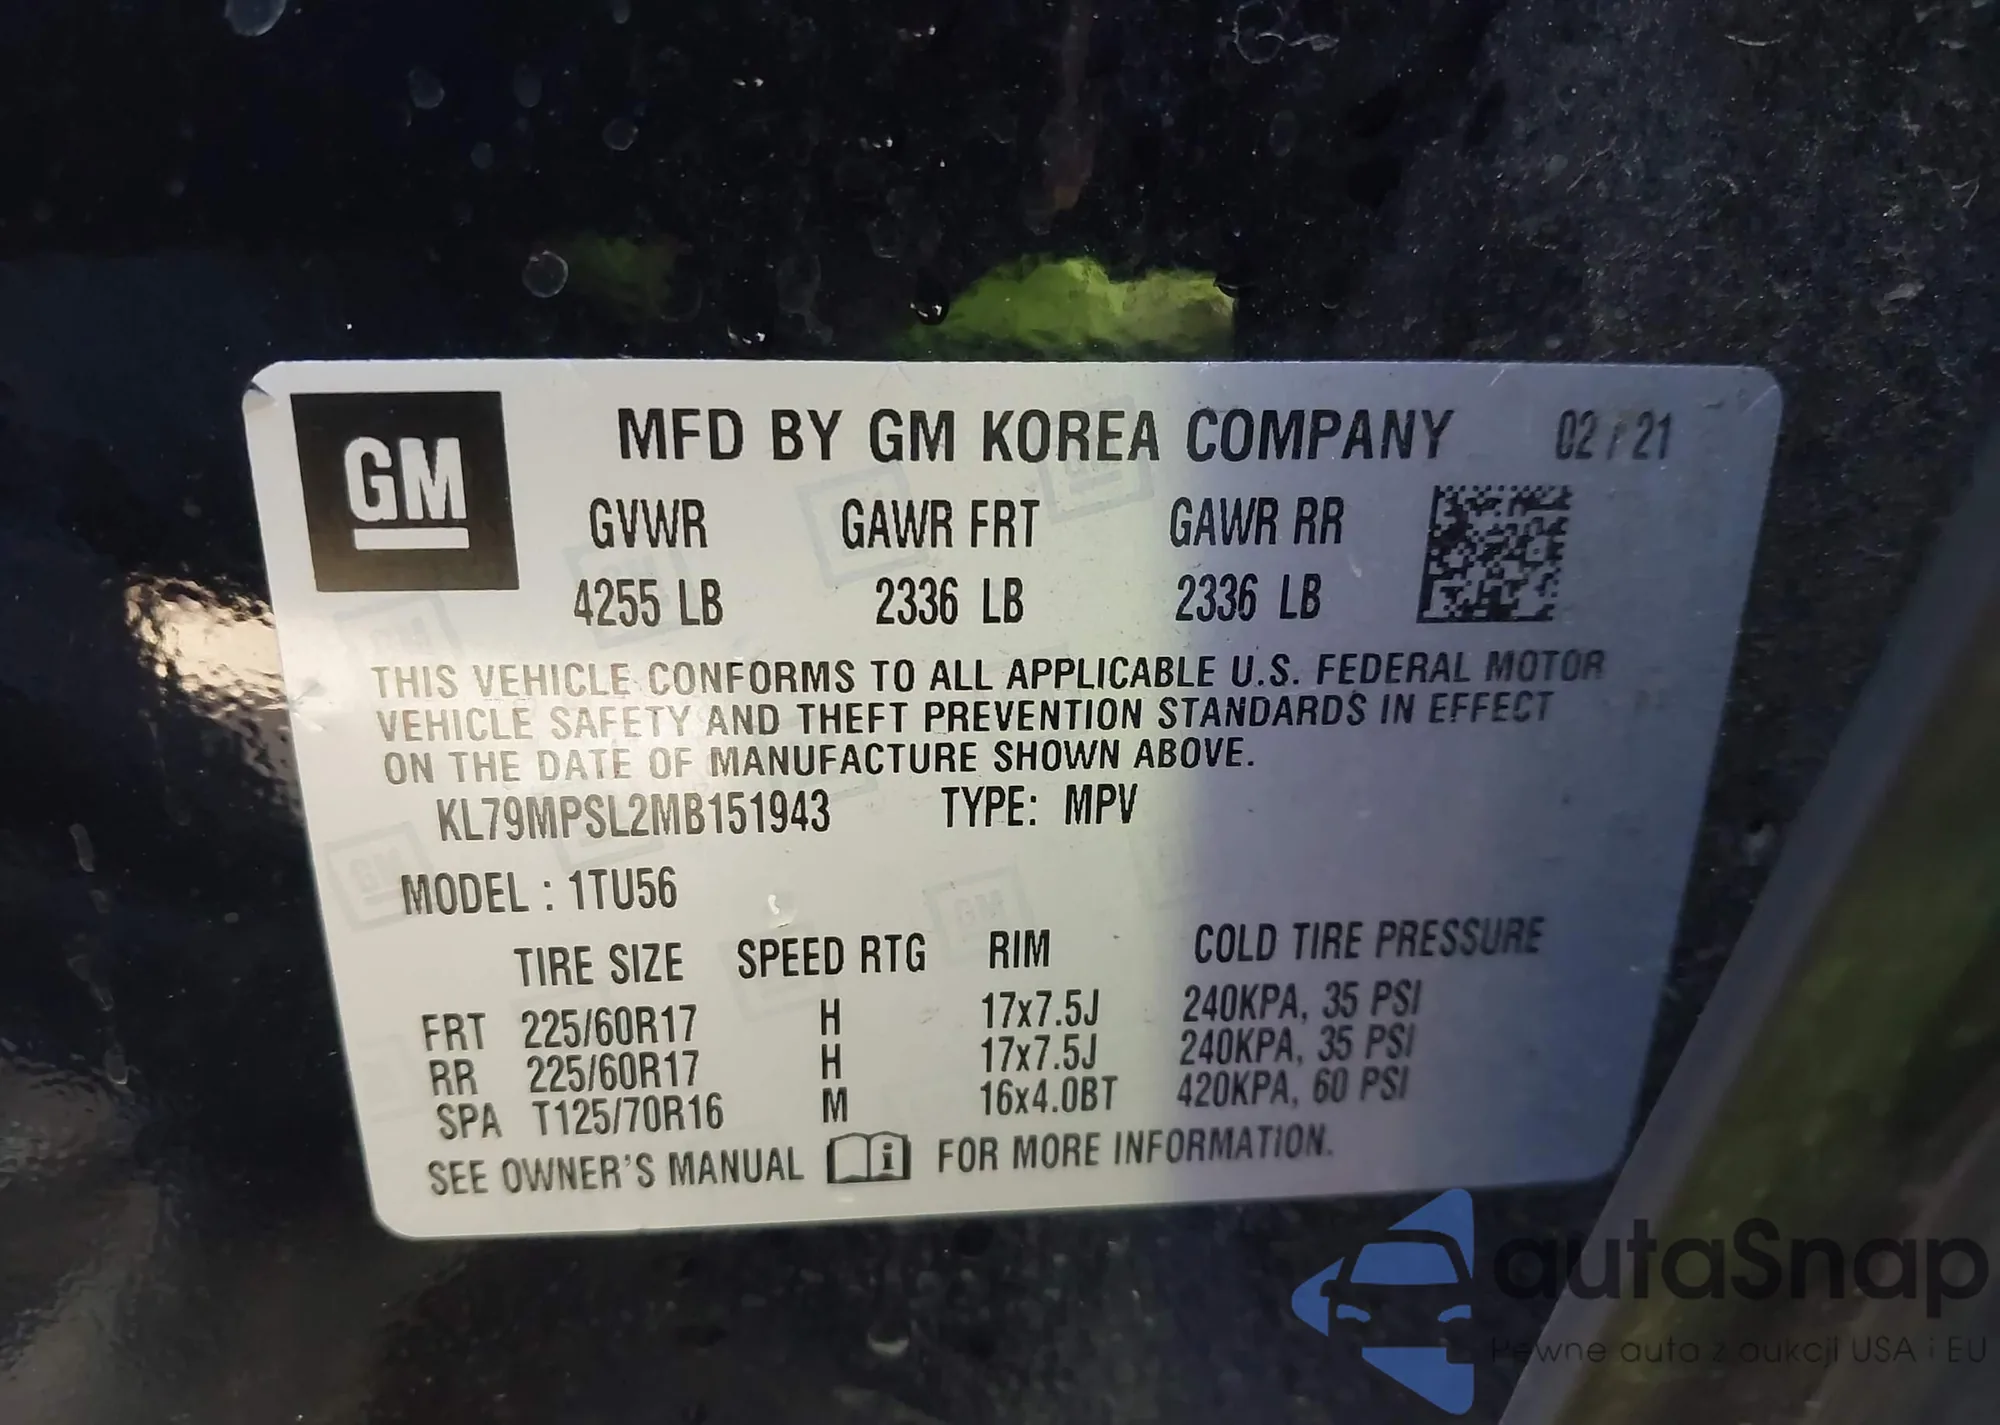 GM
MFD BY GM KOREA COMPANY 02/21
GVWR GAWR FRT GAWR RR
4255 LB 2336 LB 2336 LB
THIS VEHICLE CONFORMS TO ALL APPLICABLE U.S. FEDERAL MOTOR
VEHICLE SAFETY AND THEFT PREVENTION STANDARDS IN EFFECT
ON THE DATE OF MANUFACTURE SHOWN ABOVE.
KL79MPSL2MB151943 TYPE: MPV
MODEL : 1TU56
TIRE SIZE SPEED RTG RIM COLD TIRE PRESSURE
FRT 225/60R17 H 17x7.5J 240KPA, 35 PSI
RR 225/60R17 H 17x7.5J 240KPA, 35 PSI
SPA T125/70R16 M 16x4.0BT 420KPA, 60 PSI
SEE OWNER'S MANUAL i FOR MORE INFORMATION.
autaSnap
Pewne auta z aukcji USA i EU